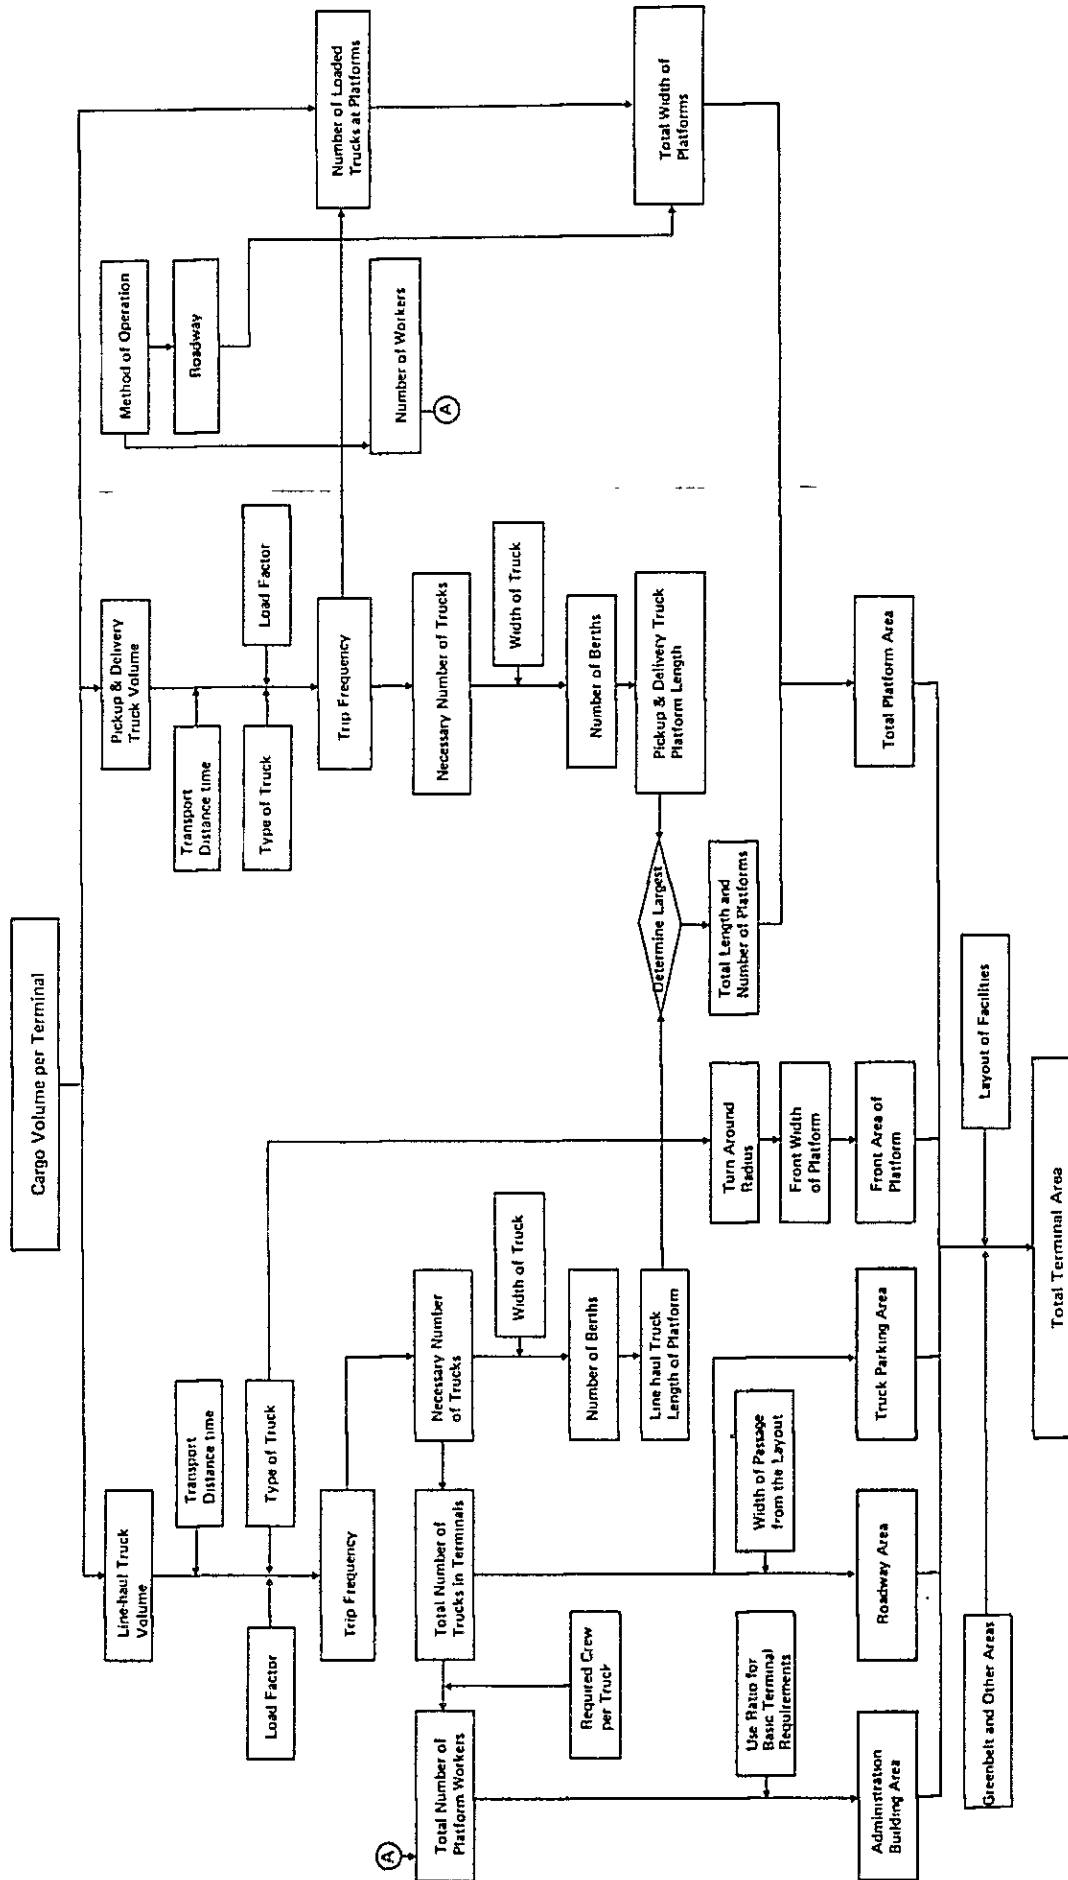 Cargo Volume per Terminal
Line-haul Truck
Volume
Pickup & Delivery
Truck Volume
Method of Operation
Transport
Distance time
Transport
Distance time
Roadway
Load Factor
Type of Truck
Type of Truck
Load Factor
Trip Frequency
Trip Frequency
Number of Loaded
Trucks at Platforms
A
Total Number of
Platform Workers
Total Number of
Trucks in Terminals
Necessary Number
of Trucks
Necessary Number of Trucks
Number of Workers
A
Width of Truck
Width of Truck
Required Crew
per Truck
Number of Berths
Number of Berths
Line haul Truck
Length of Platform
Determine Largest
Pickup & Delivery Truck
Platform Length
Total Width of
Platforms
Use Ratio for
Basic Terminal
Requirements
Width of Passage
from the Layout
Turn Around
Radius
Total Length and
Number of Platforms
Front Width
of Platform
Administration
Building Area
Roadway Area
Truck Parking Area
Front Area of
Platform
Total Platform Area
Greenbelt and Other Areas
Layout of Facilities
Total Terminal Area